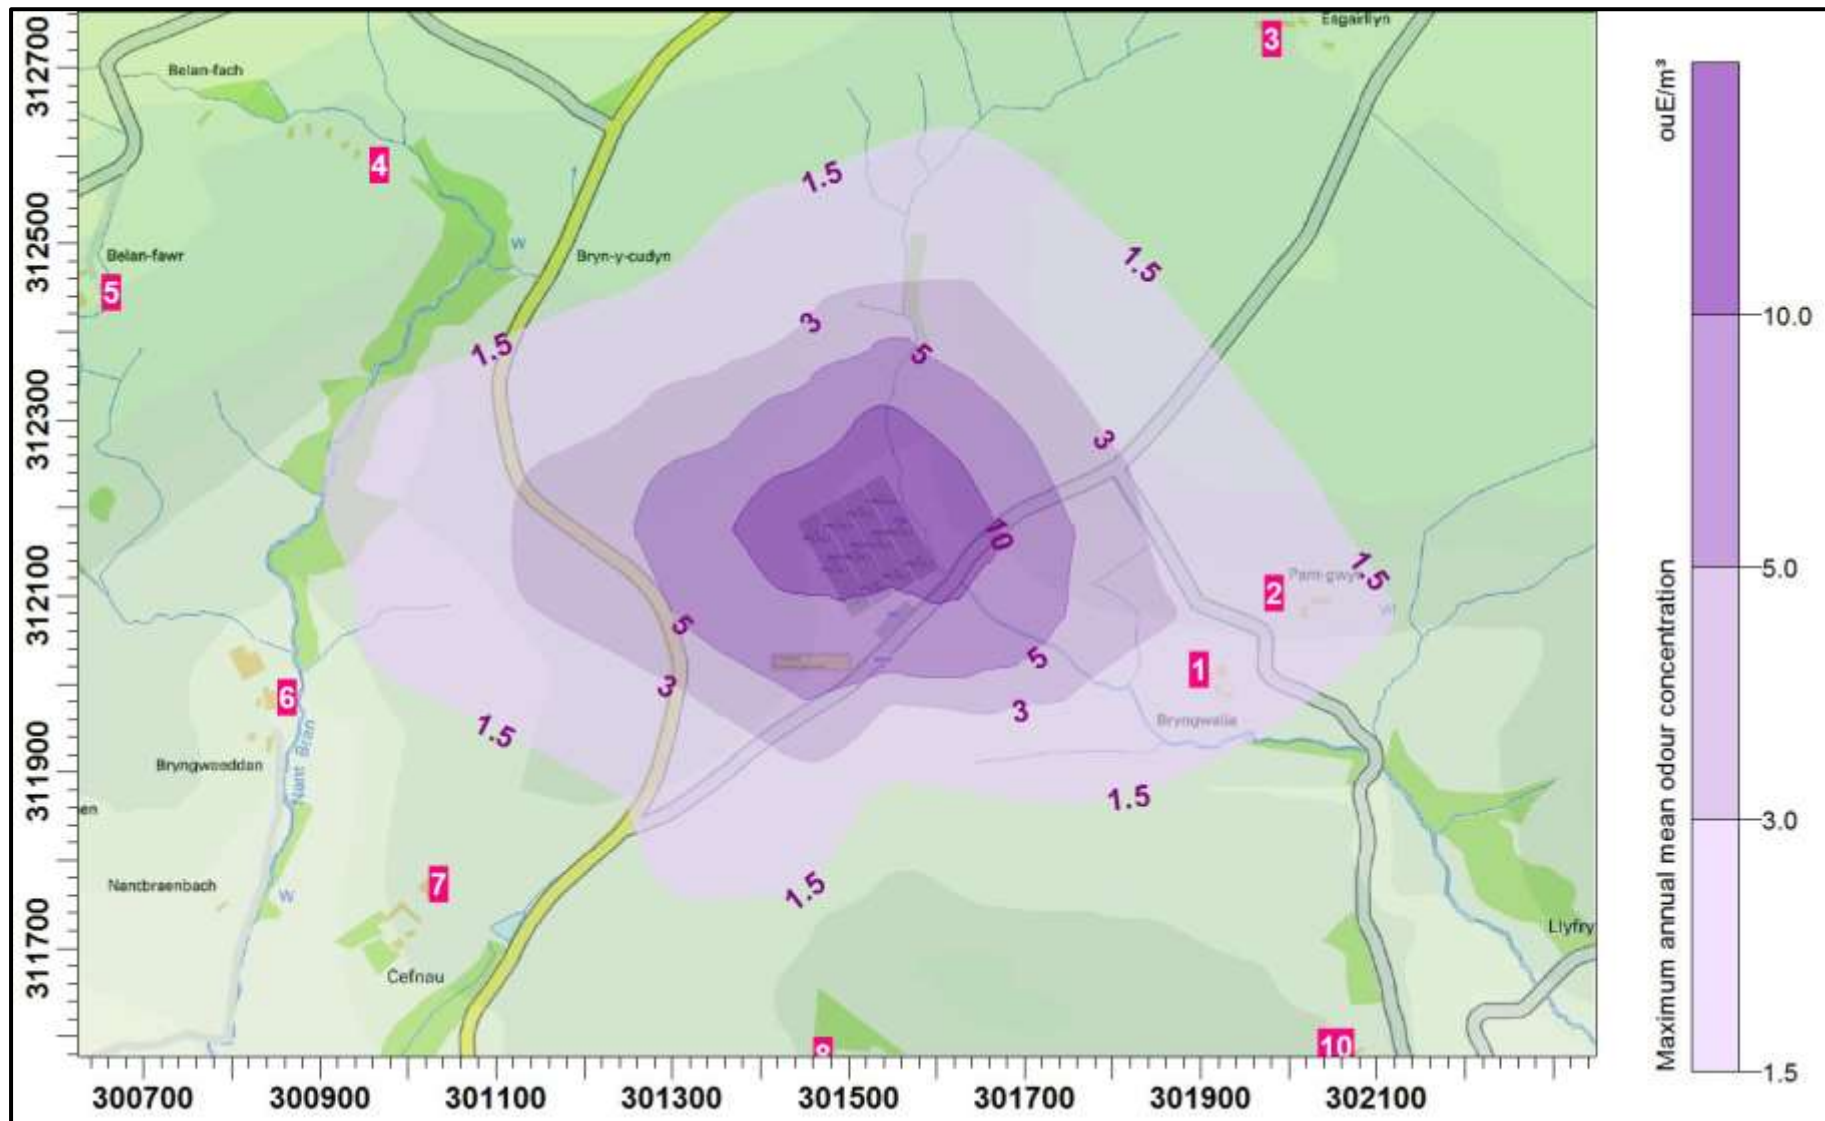 Esgairllyn
3
Belan-fach
4
1.5
W
Belan-fawr
Bryn-y-cudyn
1.5
5
3
1.5
5
3
10
1.5
Pant-gwyn
2
W
5
5
1
3
6
3
1.5
Bryngwalia
Nant Bran
Bryngwaeddan
1.5
en
7
Nantbraenbach
W
1.5
Llyfry
Cefnau
8
10
312700
312500
312300
312100
311900
311700
300700
300900
301100
301300
301500
301700
301900
302100
ouE/m³
Maximum annual mean odour concentration
10.0
5.0
3.0
1.5